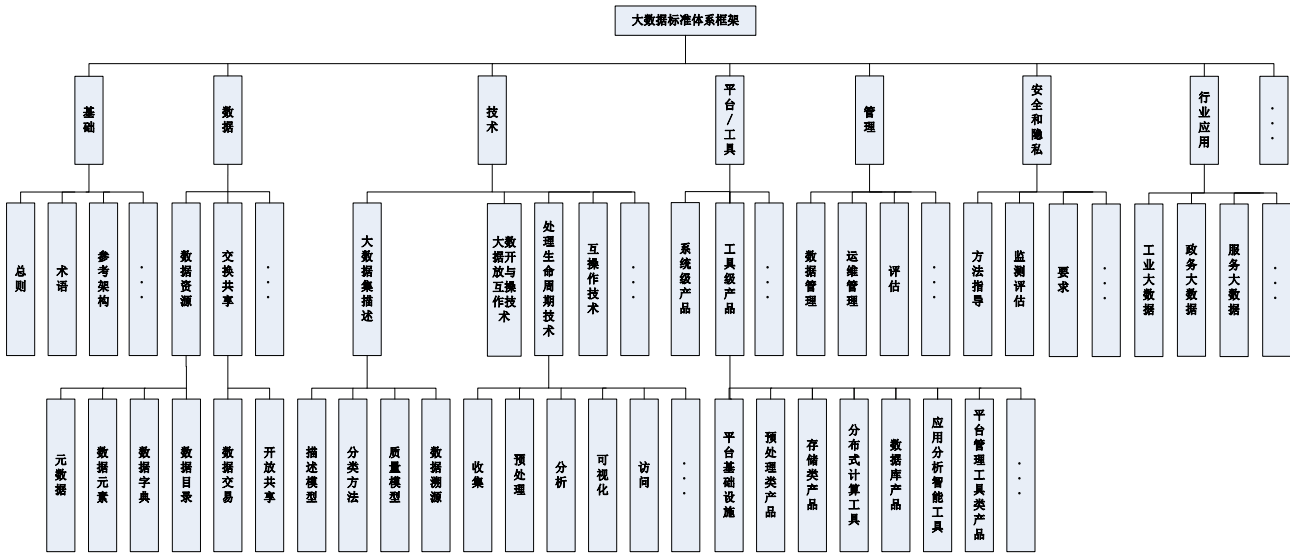 大数据标准体系框架
基础
数据
技术
平台/工具
管理
安全和隐私
行业应用
...
总则
术语
参考架构
...
数据资源
交换共享
...
大数据集描述
大数据开放与互操作技术
处理生命周期技术
互操作技术
...
系统级产品
工具级产品
...
数据管理
运维管理
评估
...
方法指导
监测评估
要求
...
工业大数据
政务大数据
服务大数据
...
元数据
数据元素
数据字典
数据目录
数据交易
开放共享
描述模型
分类方法
质量模型
数据溯源
收集
预处理
分析
可视化
访问
...
平台基础设施
预处理类产品
存储类产品
分布式计算工具
数据库产品
应用分析智能工具
平台管理工具类产品
...